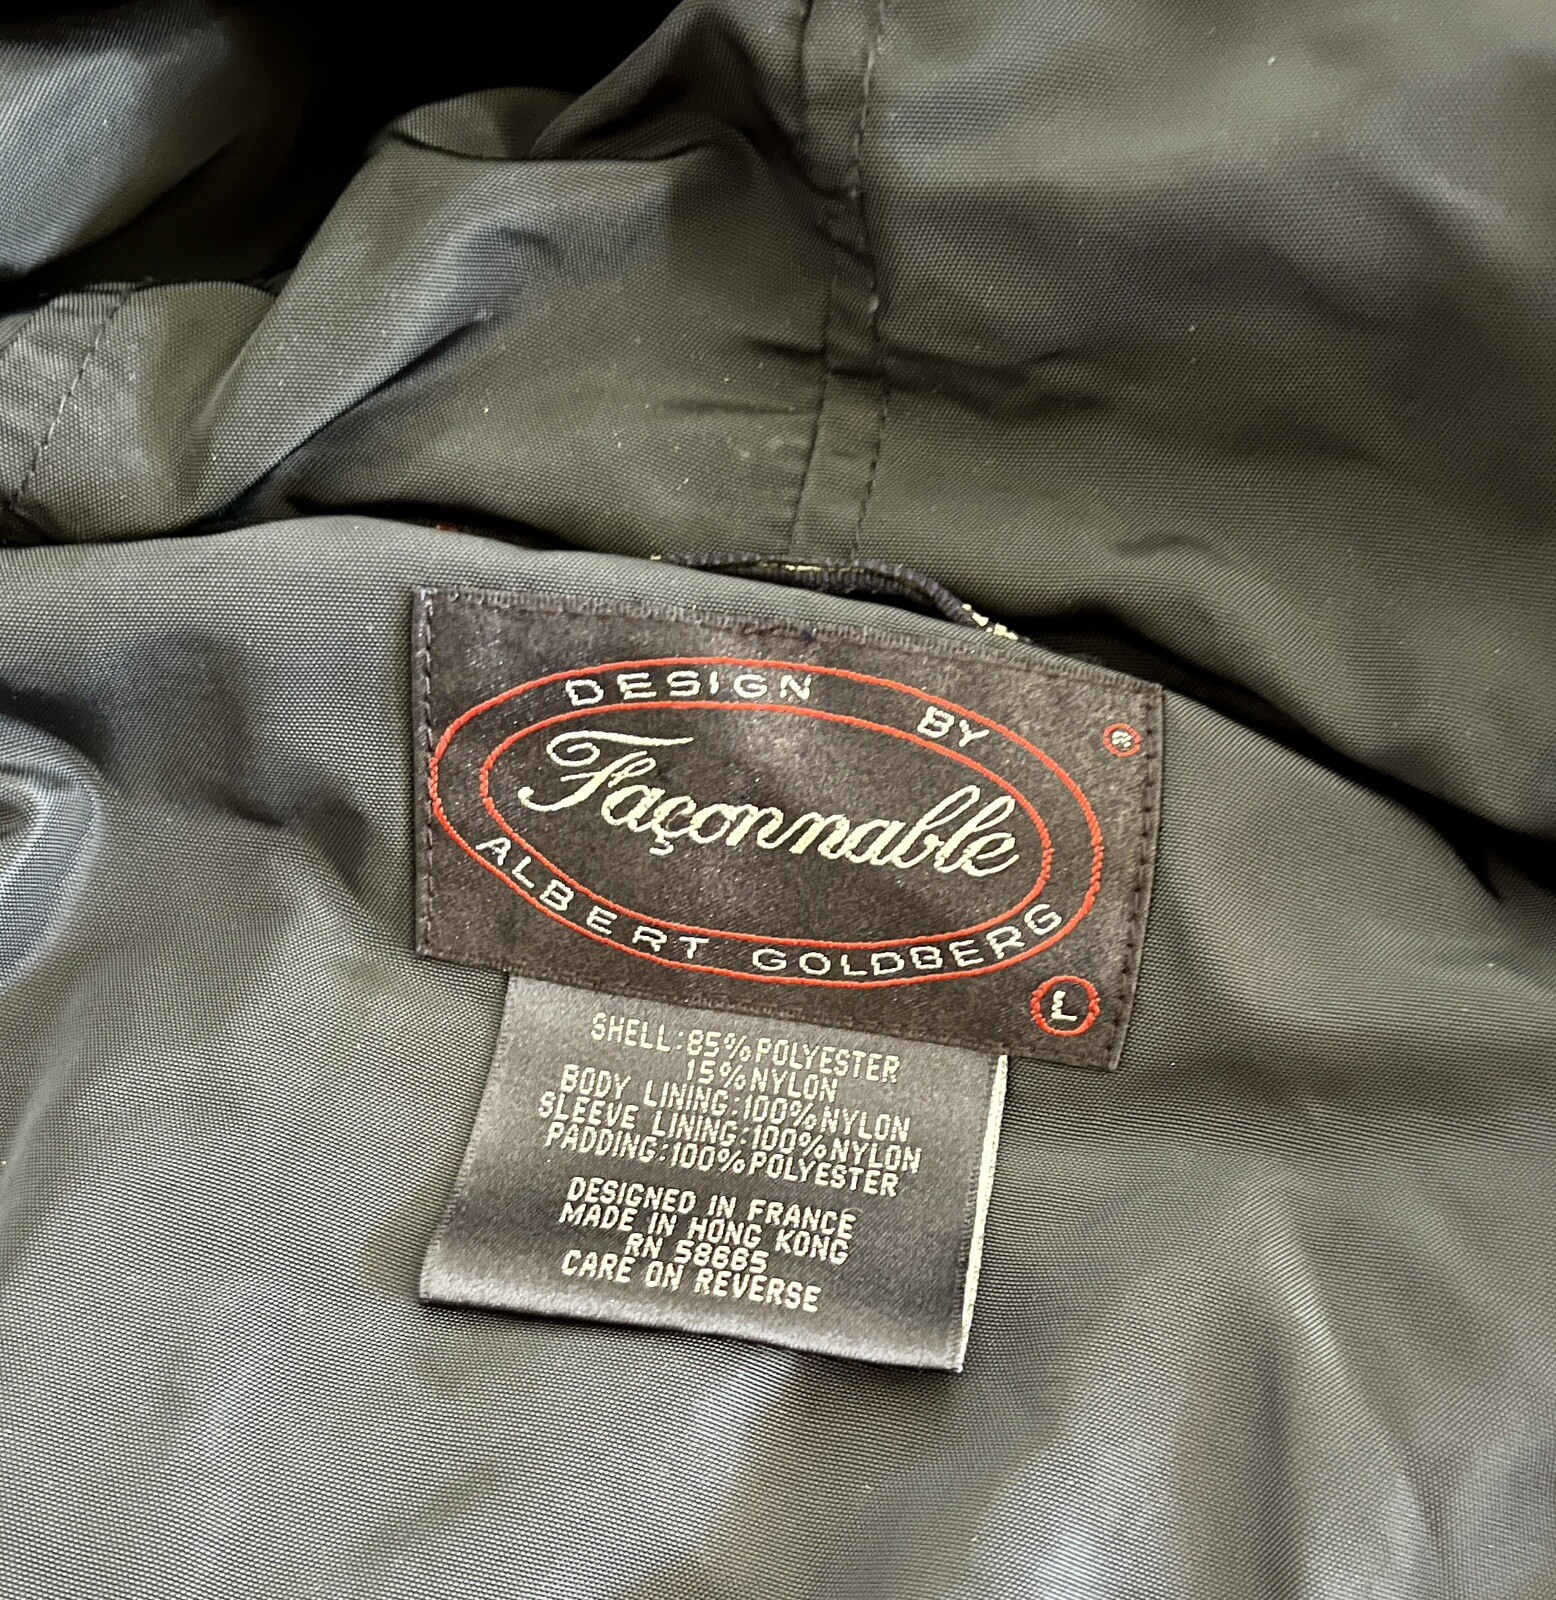 DESIGN BY
®
Façonnable
ALBERT GOLDBERG
L
SHELL:85%POLYESTER
15%NYLON
BODY LINING:100%NYLON
SLEEVE LINING:100%NYLON
PADDING:100%POLYESTER
DESIGNED IN FRANCE
MADE IN HONG KONG
RN 58665
CARE ON REVERSE